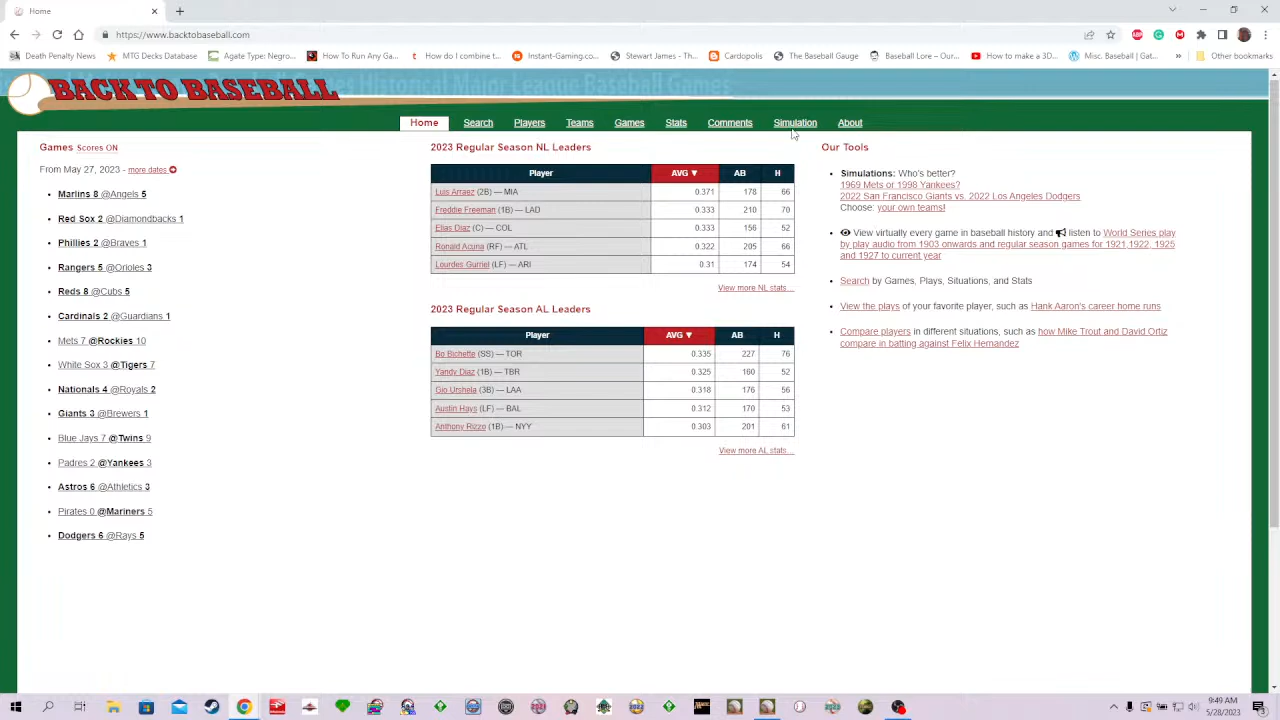 Home
https://www.backtobaseball.com
Death Penalty News
MTG Decks Database
Agate Type: Negro...
How To Run Any Ga...
How do I combine t...
Instant-Gaming.co...
Stewart James - Th...
Cardopolis
The Baseball Gauge
Baseball Lore – Our...
How to make a 3D...
Misc. Baseball | Gat...
Other bookmarks
BACK TO BASEBALL
Historical Major League Baseball Games
Home Search Players Teams Games Stats Comments Simulation About
Games Scores ON
From May 27, 2023 - more dates
Marlins 8 @Angels 5
Red Sox 2 @Diamondbacks 1
Phillies 2 @Braves 1
Rangers 5 @Orioles 3
Reds 8 @Cubs 5
Cardinals 2 @Guardians 1
Mets 7 @Rockies 10
White Sox 3 @Tigers 7
Nationals 4 @Royals 2
Giants 3 @Brewers 1
Blue Jays 7 @Twins 9
Padres 2 @Yankees 3
Astros 6 @Athletics 3
Pirates 0 @Mariners 5
Dodgers 6 @Rays 5
2023 Regular Season NL Leaders
Player AVG ▼ AB H
Luis Arraez (2B) — MIA 0.371 178 66
Freddie Freeman (1B) — LAD 0.333 210 70
Elias Diaz (C) — COL 0.333 156 52
Ronald Acuna (RF) — ATL 0.322 205 66
Lourdes Gurriel (LF) — ARI 0.31 174 54
View more NL stats...
2023 Regular Season AL Leaders
Player AVG ▼ AB H
Bo Bichette (SS) — TOR 0.335 227 76
Yandy Diaz (1B) — TBR 0.325 160 52
Gio Urshela (3B) — LAA 0.318 176 56
Austin Hays (LF) — BAL 0.312 170 53
Anthony Rizzo (1B) — NYY 0.303 201 61
View more AL stats...
Our Tools
Simulations: Who's better?
1969 Mets or 1998 Yankees?
2022 San Francisco Giants vs. 2022 Los Angeles Dodgers
Choose: your own teams!
View virtually every game in baseball history and listen to World Series play
by play audio from 1903 onwards and regular season games for 1921,1922, 1925
and 1927 to current year
Search by Games, Plays, Situations, and Stats
View the plays of your favorite player, such as Hank Aaron's career home runs
Compare players in different situations, such as how Mike Trout and David Ortiz
compare in batting against Felix Hernandez
9:49 AM
5/28/2023